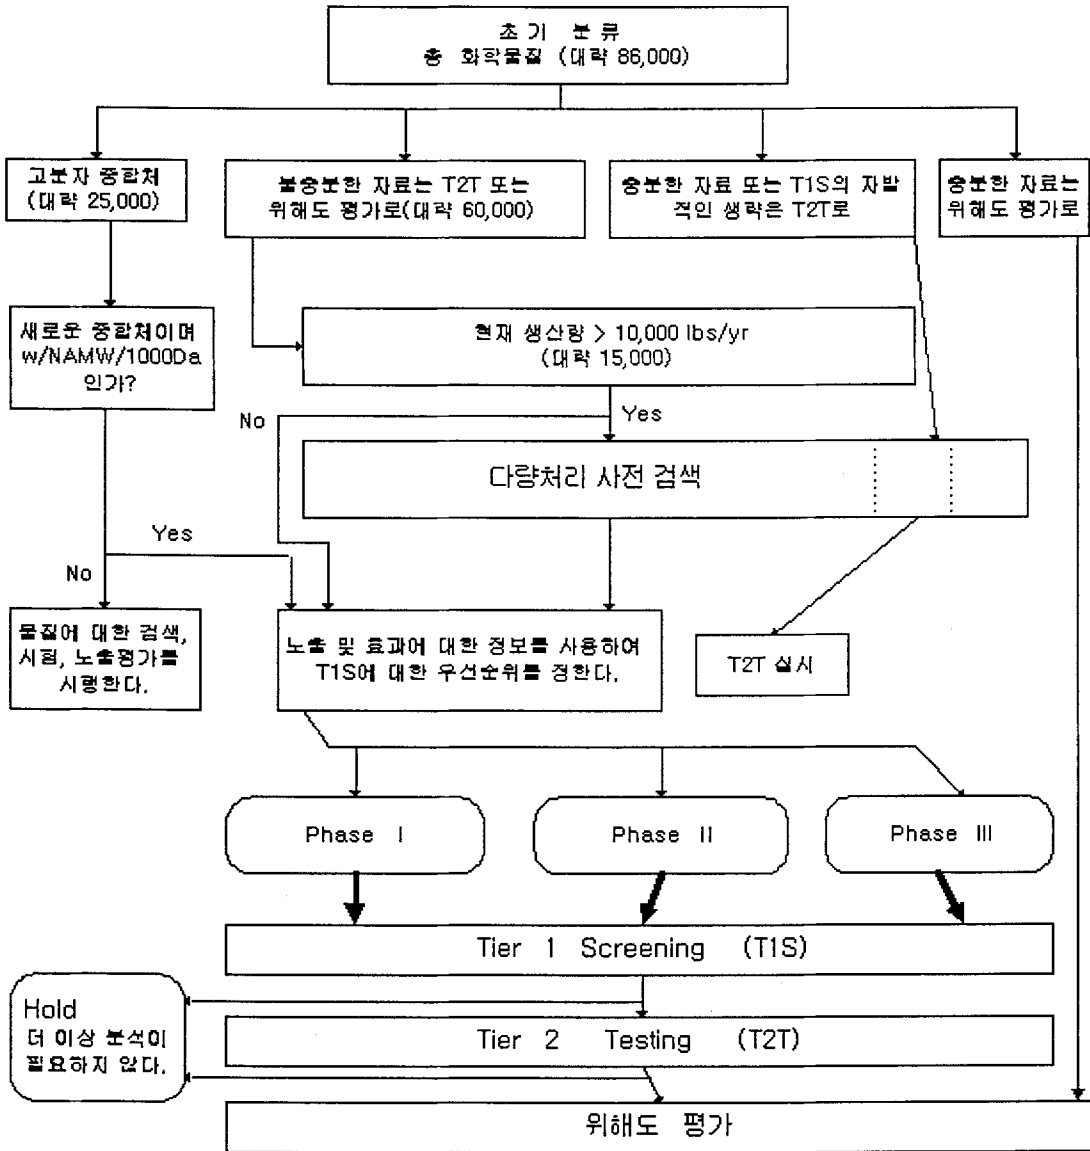 초기 분류
총 화학물질 (대략 86,000)
고분자 중합체
(대략 25,000)
불충분한 자료는 T2T 또는
위해도 평가로(대략 60,000)
충분한 자료 또는 T1S의 자발
적인 생략은 T2T로
충분한 자료는
위해도 평가로
새로운 중합체이며
w/NAMW/1000Da
인가?
현재 생산량 > 10,000 lbs/yr
(대략 15,000)
No
Yes
다량처리 사전 검색
Yes
No
물질에 대한 검색,
시험, 노출평가를
시행한다.
노출 및 효과에 대한 정보를 사용하여
T1S에 대한 우선순위를 정한다.
T2T 실시
Phase I
Phase II
Phase III
Tier 1 Screening (T1S)
Hold
더 이상 분석이
필요하지 않다.
Tier 2 Testing (T2T)
위해도 평가